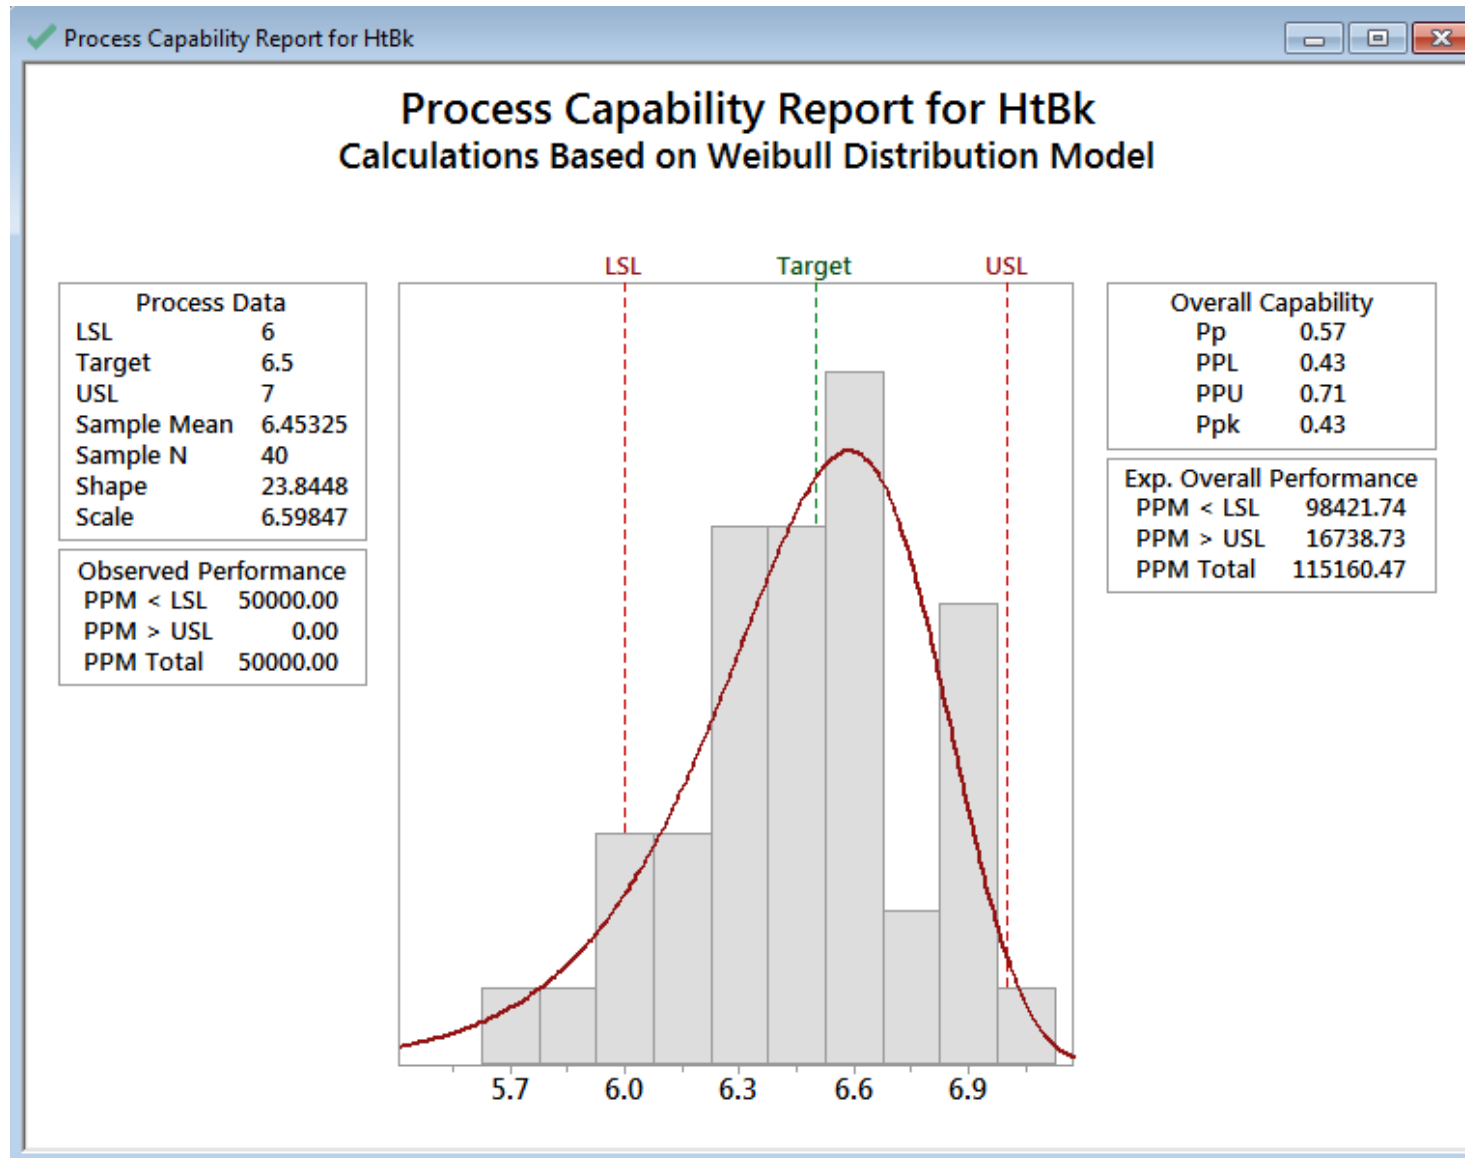 Process Capability Report for HtBk
Process Capability Report for HtBk
Calculations Based on Weibull Distribution Model
LSL Target USL
Process Data
LSL 6
Target 6.5
USL 7
Sample Mean 6.45325
Sample N 40
Shape 23.8448
Scale 6.59847
Observed Performance
PPM < LSL 50000.00
PPM > USL 0.00
PPM Total 50000.00
Overall Capability
Pp 0.57
PPL 0.43
PPU 0.71
Ppk 0.43
Exp. Overall Performance
PPM < LSL 98421.74
PPM > USL 16738.73
PPM Total 115160.47
5.7 6.0 6.3 6.6 6.9